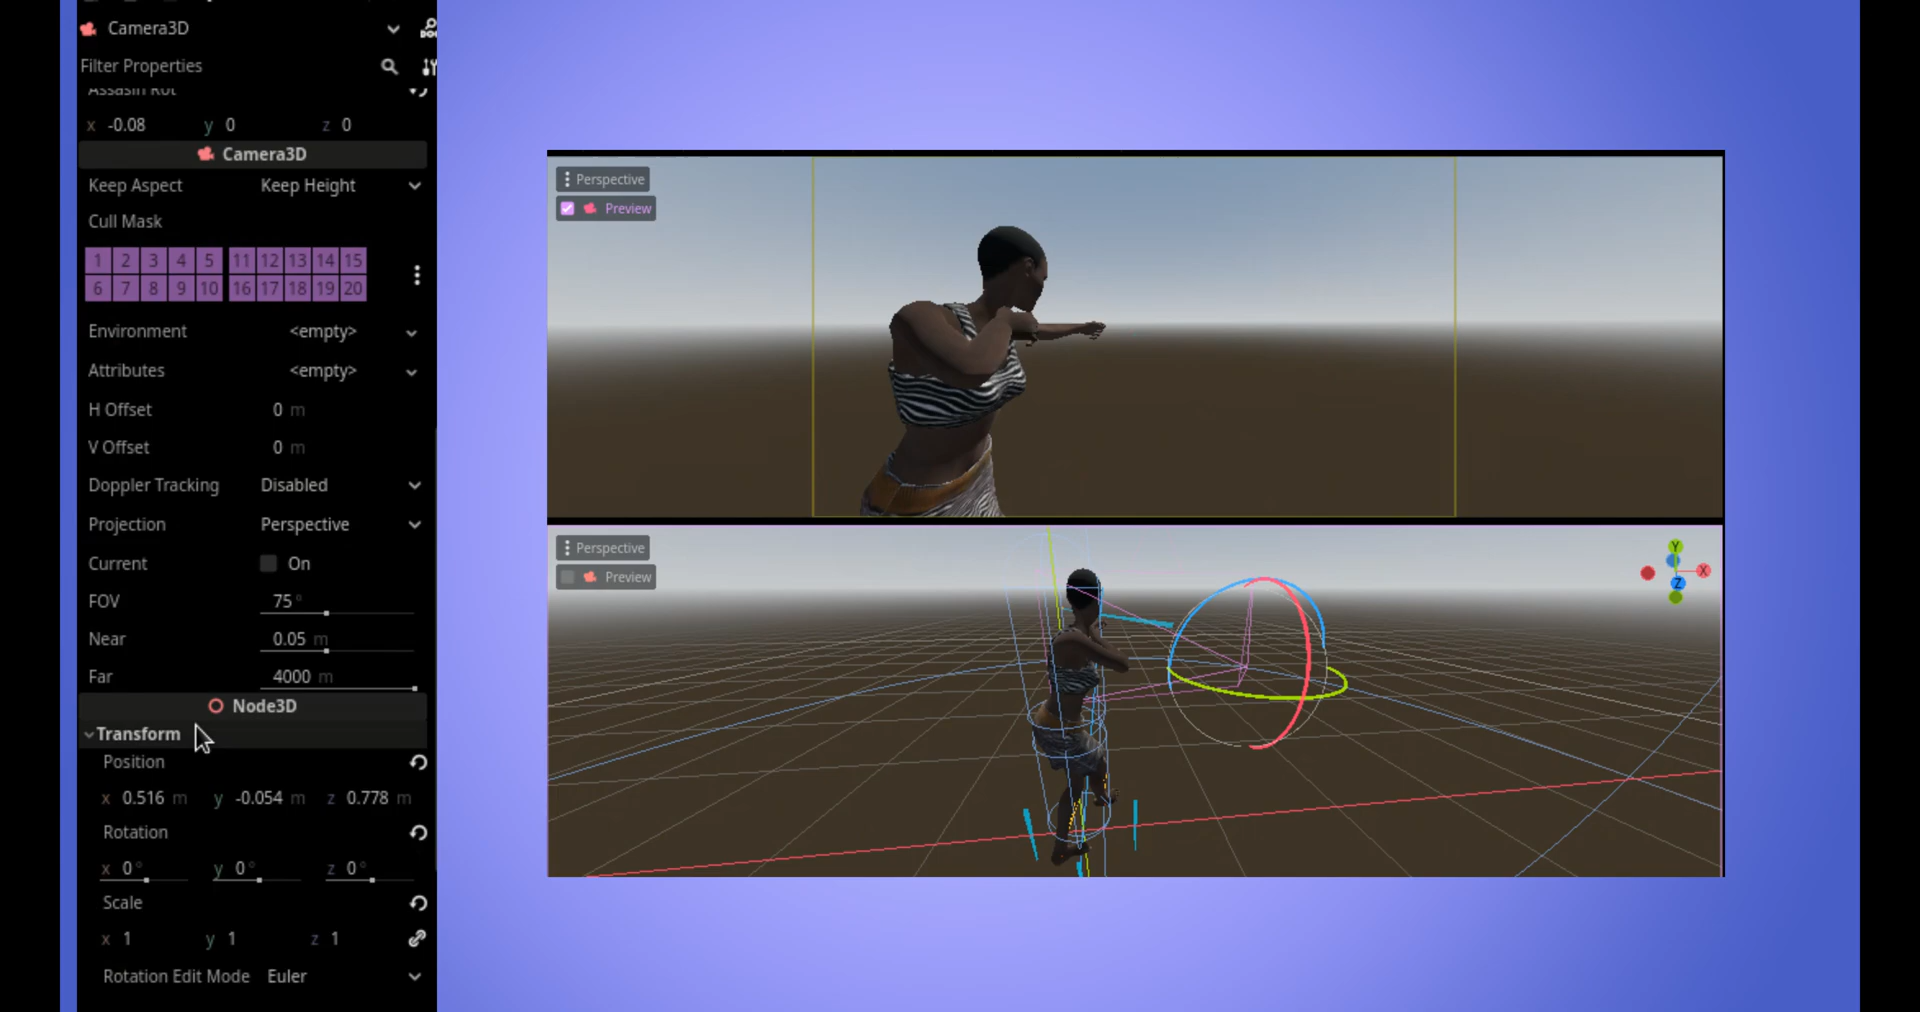 Camera3D
DOC
Filter Properties
Assasin Rot
x -0.08 y 0 z 0
Camera3D
Keep Aspect Keep Height
Cull Mask
1 2 3 4 5 11 12 13 14 15
6 7 8 9 10 16 17 18 19 20
Environment <empty>
Attributes <empty>
H Offset 0 m
V Offset 0 m
Doppler Tracking Disabled
Projection Perspective
Current On
FOV 75 °
Near 0.05 m
Far 4000 m
Node3D
Transform
Position
x 0.516 m y -0.054 m z 0.778 m
Rotation
x 0 ° y 0 ° z 0 °
Scale
x 1 y 1 z 1
Rotation Edit Mode Euler
Perspective
Preview
Perspective
Preview
Y
X
Z